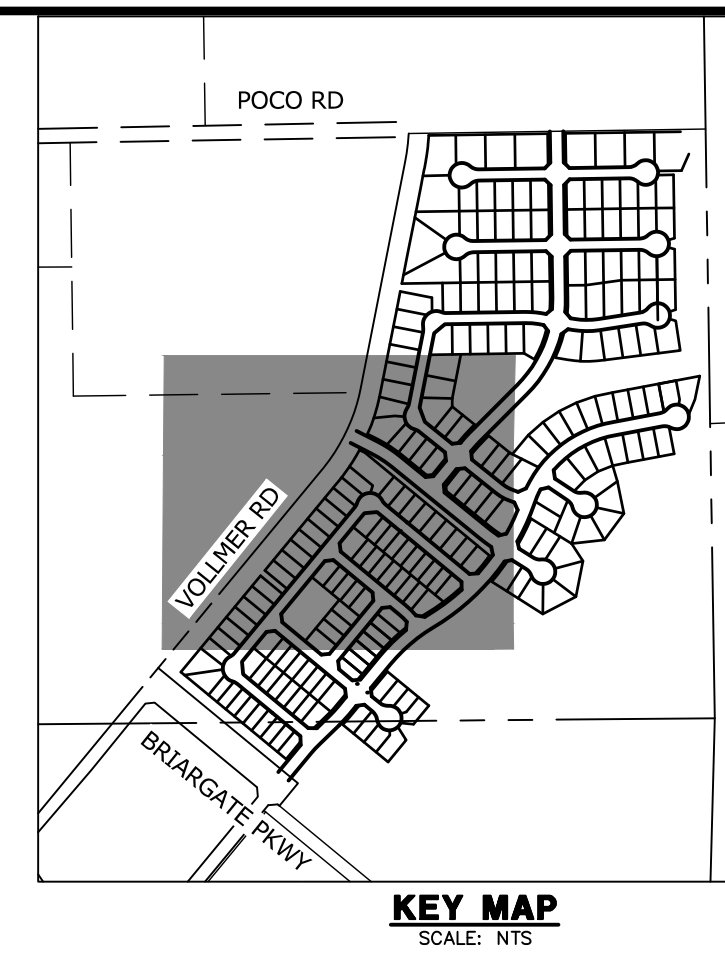 POCO RD
VOLLMER RD
BRIARGATE PKWY
KEY MAP
SCALE: NTS